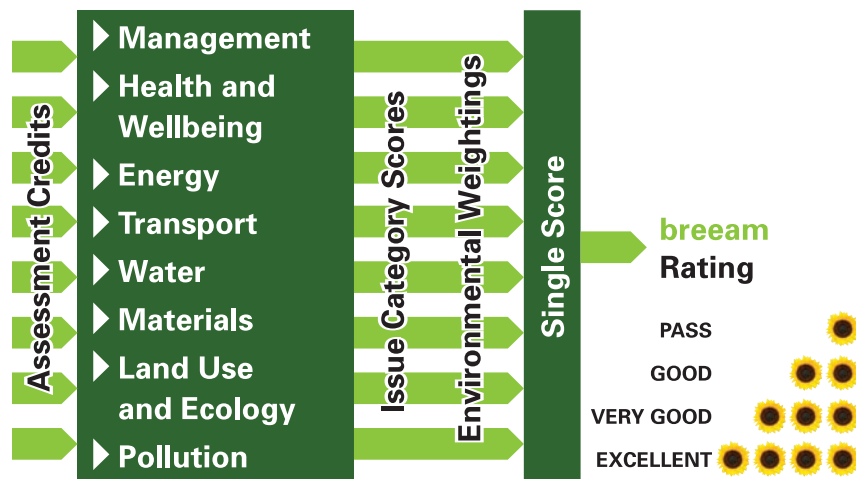 Assessment Credits
Management
Health and
Wellbeing
Energy
Transport
Water
Materials
Land Use
and Ecology
Pollution
Issue Category Scores
Environmental Weightings
Single Score
breeam
Rating
PASS
GOOD
VERY GOOD
EXCELLENT